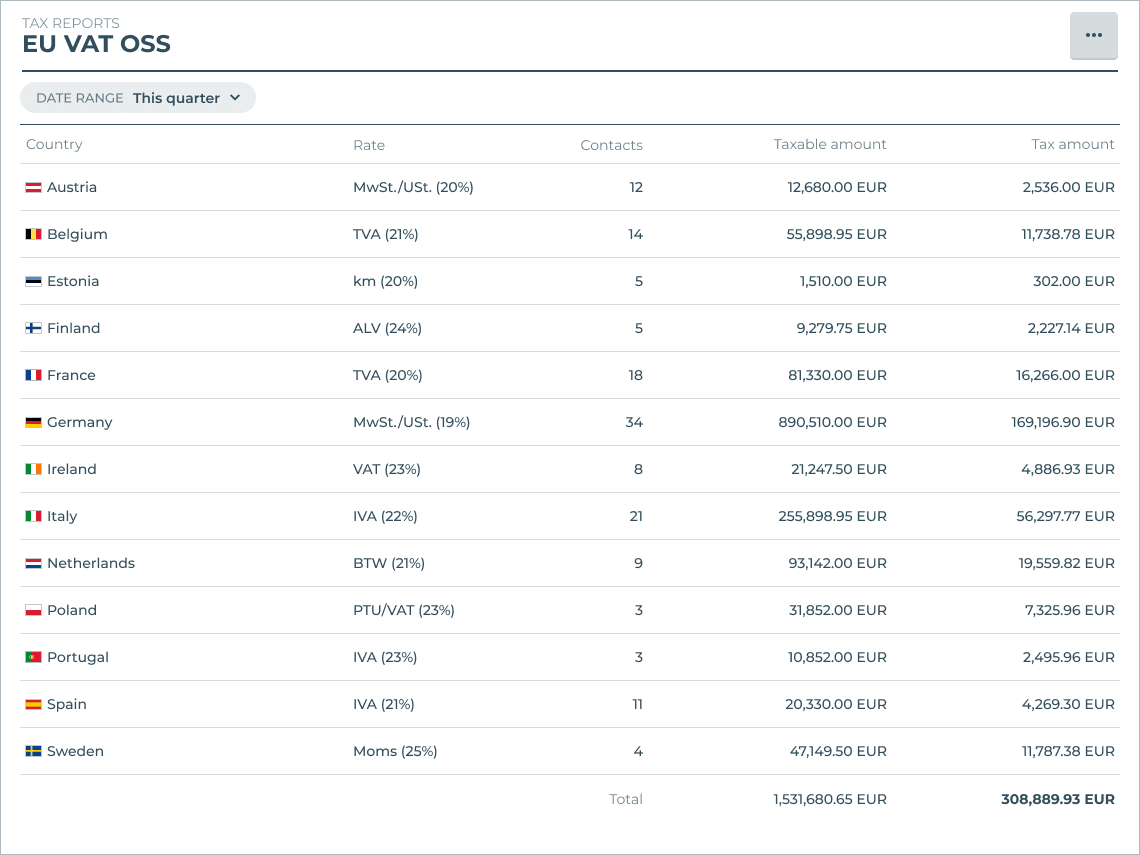 TAX REPORTS
EU VAT OSS
DATE RANGE This quarter
Country Rate Contacts Taxable amount Tax amount
Austria MwSt./USt. (20%) 12 12,680.00 EUR 2,536.00 EUR
Belgium TVA (21%) 14 55,898.95 EUR 11,738.78 EUR
Estonia km (20%) 5 1,510.00 EUR 302.00 EUR
Finland ALV (24%) 5 9,279.75 EUR 2,227.14 EUR
France TVA (20%) 18 81,330.00 EUR 16,266.00 EUR
Germany MwSt./USt. (19%) 34 890,510.00 EUR 169,196.90 EUR
Ireland VAT (23%) 8 21,247.50 EUR 4,886.93 EUR
Italy IVA (22%) 21 255,898.95 EUR 56,297.77 EUR
Netherlands BTW (21%) 9 93,142.00 EUR 19,559.82 EUR
Poland PTU/VAT (23%) 3 31,852.00 EUR 7,325.96 EUR
Portugal IVA (23%) 3 10,852.00 EUR 2,495.96 EUR
Spain IVA (21%) 11 20,330.00 EUR 4,269.30 EUR
Sweden Moms (25%) 4 47,149.50 EUR 11,787.38 EUR
Total 1,531,680.65 EUR 308,889.93 EUR